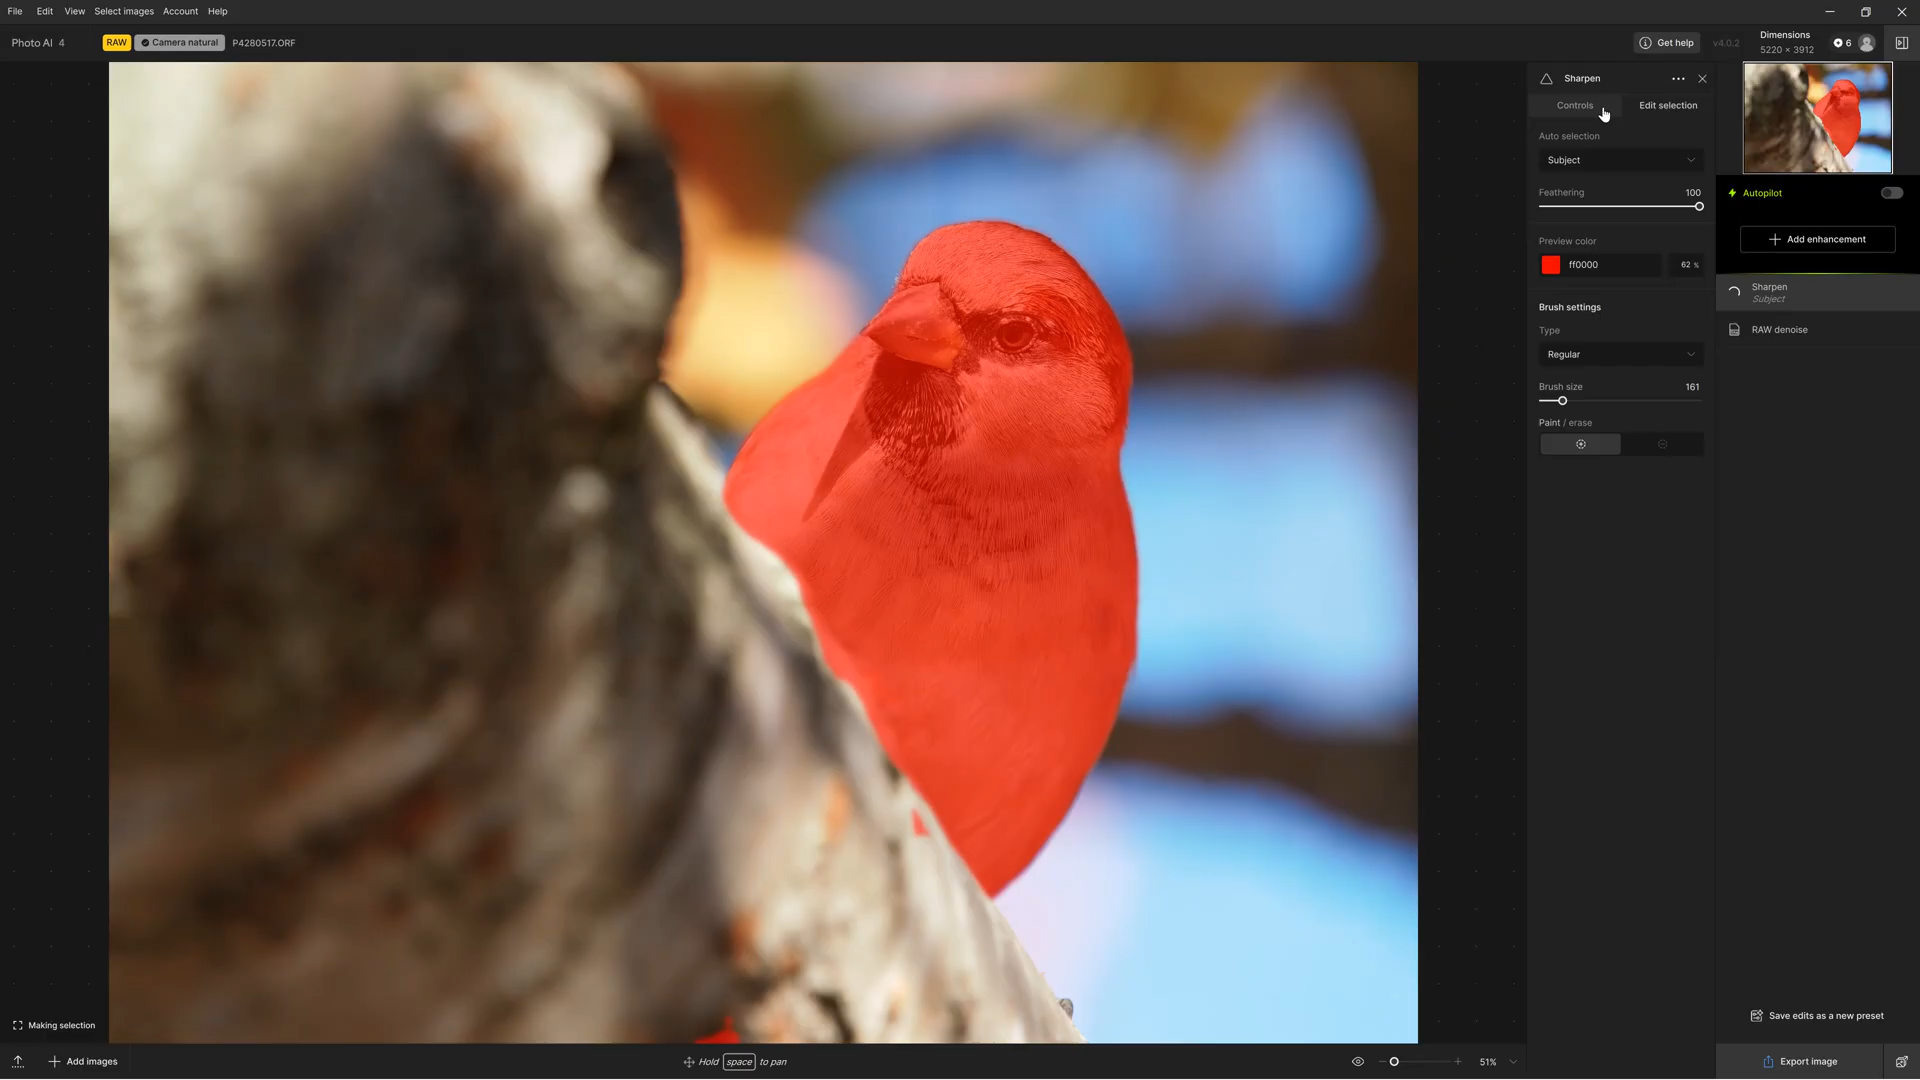 File Edit View Select images Account Help
Photo AI 4 RAW Camera natural P4280517.ORF Get help v4.0.2 Dimensions 5220 × 3912 6
Sharpen
Controls Edit selection
Auto selection
Subject
Feathering 100
Preview color
ff0000 62 %
Brush settings
Type
Regular
Brush size 161
Paint / erase
Autopilot
Add enhancement
Sharpen
Subject
RAW denoise
Save edits as a new preset
Making selection
Add images Hold space to pan 51% Export image